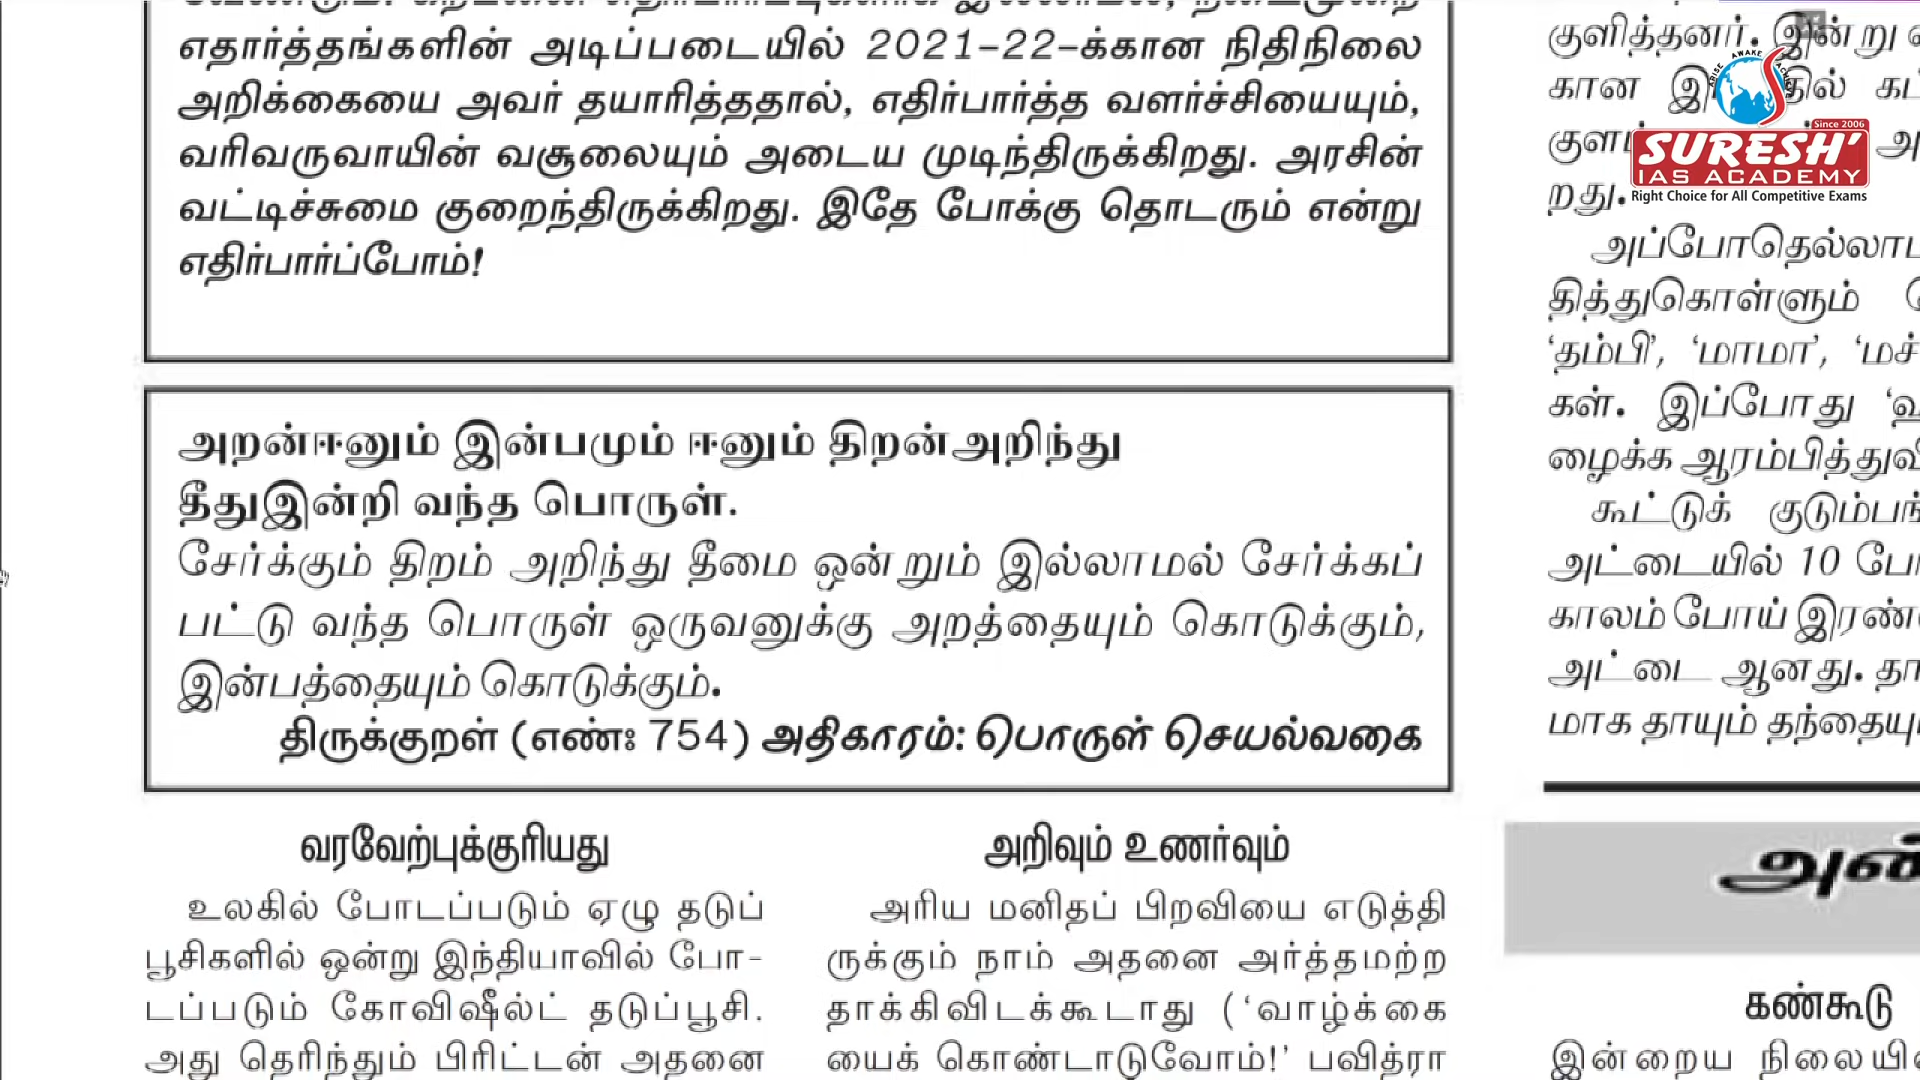 எதார்த்தங்களின் அடிப்படையில் 2021-22-க்கான நிதிநிலை
அறிக்கையை அவர் தயாரித்ததால், எதிர்பார்த்த வளர்ச்சியையும்,
வரிவருவாயின் வசூலையும் அடைய முடிந்திருக்கிறது. அரசின்
வட்டிச்சுமை குறைந்திருக்கிறது. இதே போக்கு தொடரும் என்று
எதிர்பார்ப்போம்!
அறன்ஈனும் இன்பமும் ஈனும் திறன்அறிந்து
தீதுஇன்றி வந்த பொருள்.
சேர்க்கும் திறம் அறிந்து தீமை ஒன்றும் இல்லாமல் சேர்க்கப்
பட்டு வந்த பொருள் ஒருவனுக்கு அறத்தையும் கொடுக்கும்,
இன்பத்தையும் கொடுக்கும்.
திருக்குறள் (எண்: 754) அதிகாரம்: பொருள் செயல்வகை
வரவேற்புக்குரியது
உலகில் போடப்படும் ஏழு தடுப்
பூசிகளில் ஒன்று இந்தியாவில் போ-
டப்படும் கோவிஷீல்ட் தடுப்பூசி.
அது தெரிந்தும் பிரிட்டன் அதனை
அறிவும் உணர்வும்
அரிய மனிதப் பிறவியை எடுத்தி
ருக்கும் நாம் அதனை அர்த்தமற்ற
தாக்கிவிடக்கூடாது ('வாழ்க்கை
யைக் கொண்டாடுவோம்!' பவித்ரா
குளித்தனர். இன்று
கான
றது.
அப்போதெல்லாம்
தித்துகொள்ளும்
'தம்பி', 'மாமா', 'மச்
கள். இப்போது
ழைக்க ஆரம்பித்துவி
கூட்டுக் குடும்பங்
அட்டையில் 10 போ
காலம் போய் இரண்
அட்டை ஆனது. தா
மாக தாயும் தந்தையு
கண்கூடு
இன்றைய நிலையி
ARISE AWAKE
Since 2006
SURESH'
IAS ACADEMY
Right Choice for All Competitive Exams